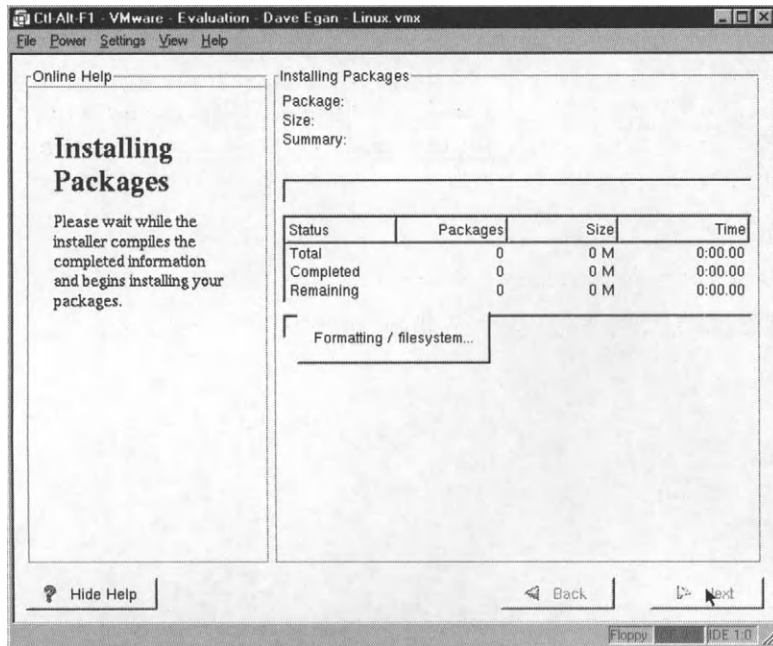 Ctl-Alt-F1 - VMware - Evaluation - Dave Egan - Linux.vmx
File Power Settings View Help
Online Help
Installing Packages
Please wait while the
installer compiles the
completed information
and begins installing your
packages.
Installing Packages
Package:
Size:
Summary:
Status Packages Size Time
Total 0 0 M 0:00.00
Completed 0 0 M 0:00.00
Remaining 0 0 M 0:00.00
Formatting / filesystem...
? Hide Help
Back
Next
Floppy IDE 1:0